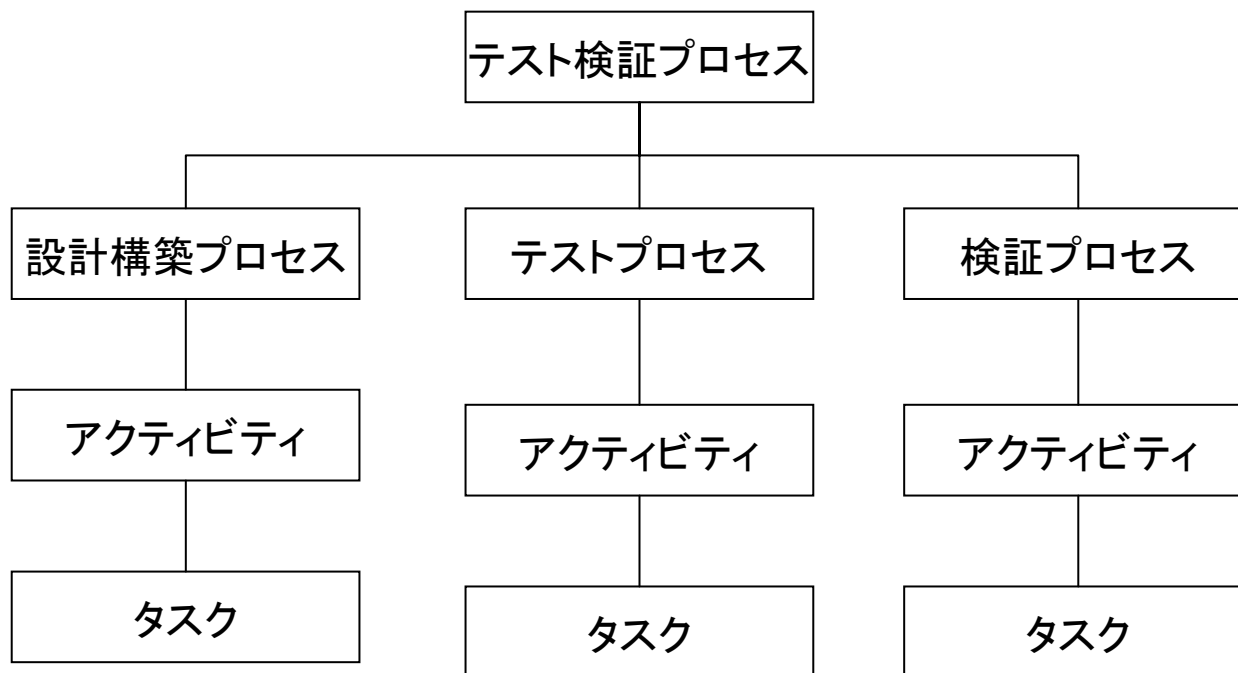 テスト検証プロセス
設計構築プロセス
テストプロセス
検証プロセス
アクティビティ
アクティビティ
アクティビティ
タスク
タスク
タスク